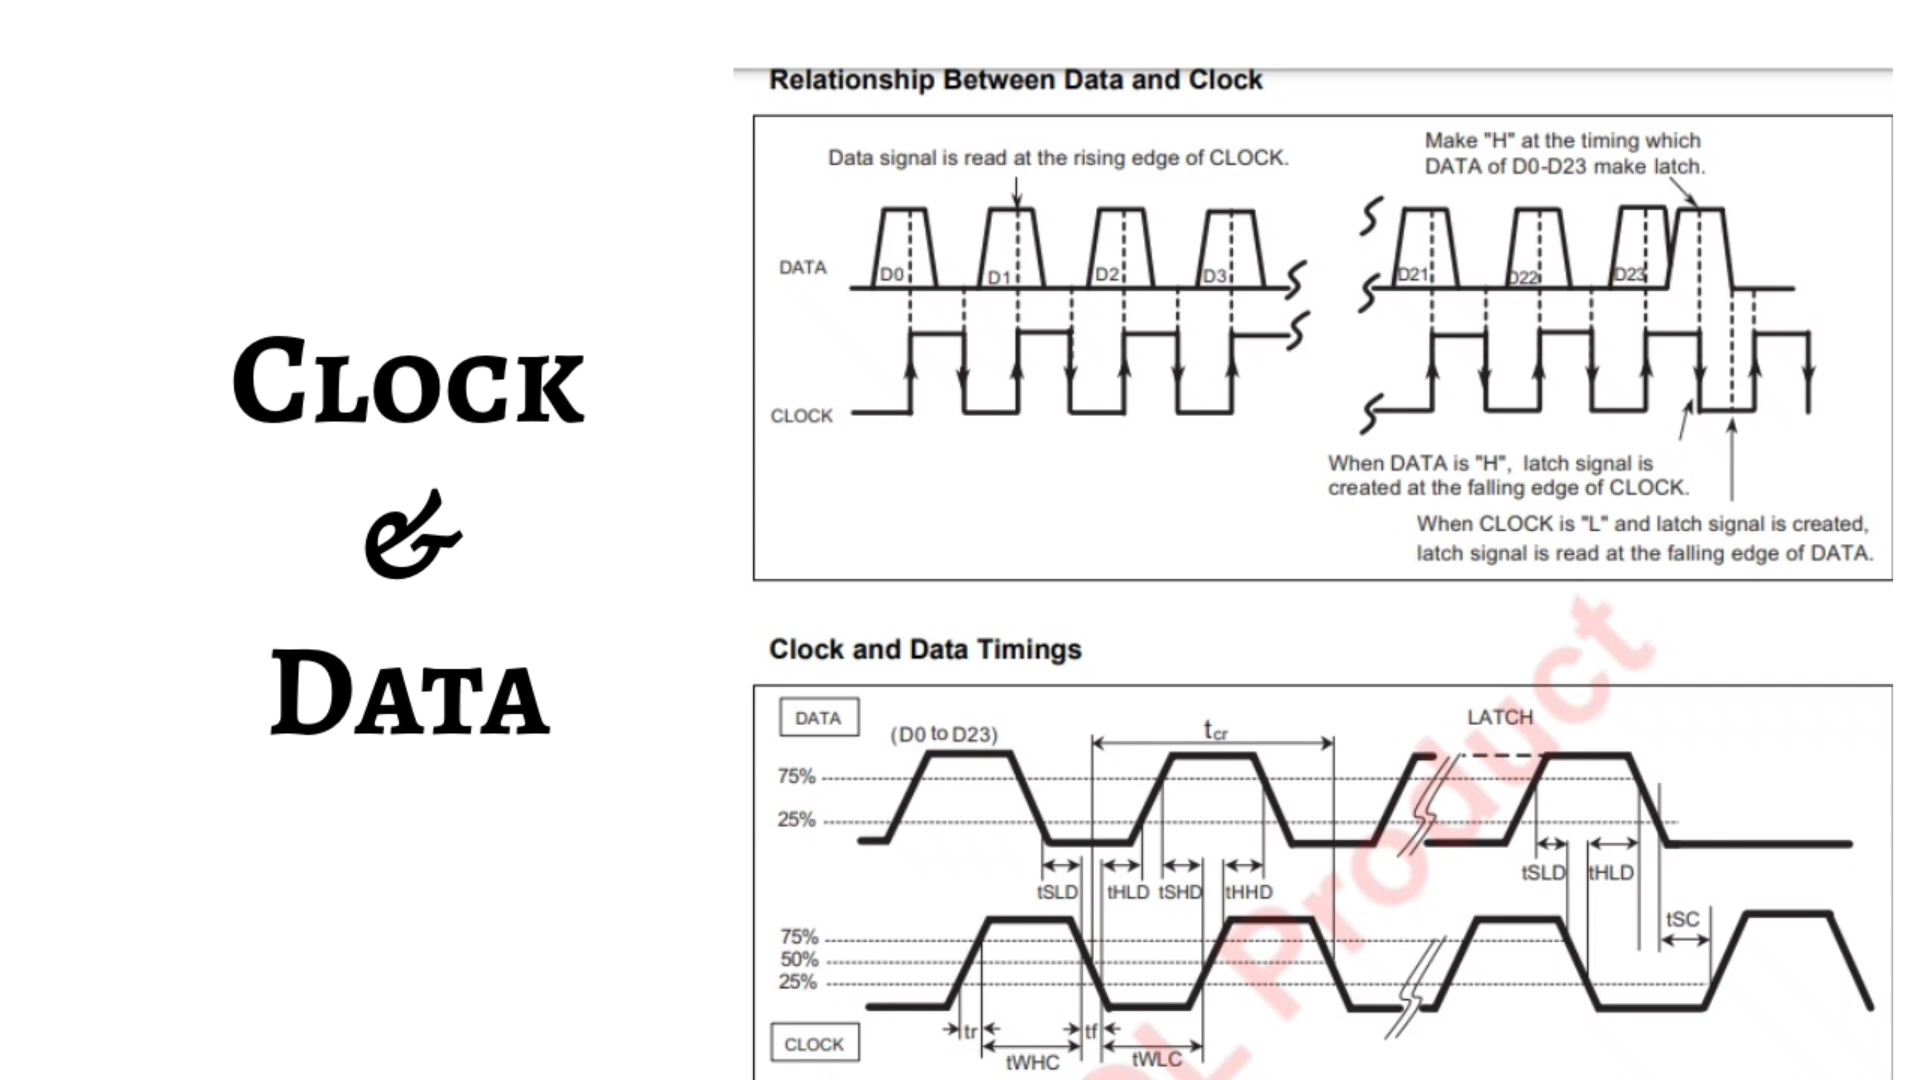 CLOCK
&
DATA
Relationship Between Data and Clock
Data signal is read at the rising edge of CLOCK.
Make "H" at the timing which
DATA of D0-D23 make latch.
DATA
D0 D1 D2 D3 D21 D22 D23
CLOCK
When DATA is "H", latch signal is
created at the falling edge of CLOCK.
When CLOCK is "L" and latch signal is created,
latch signal is read at the falling edge of DATA.
Clock and Data Timings
DATA
(D0 to D23)
tcr
LATCH
75%
25%
tSLD tHLD tSHD tHHD
tSLD tHLD
tSC
75%
50%
25%
tr tf
tWHC tWLC
CLOCK
Product